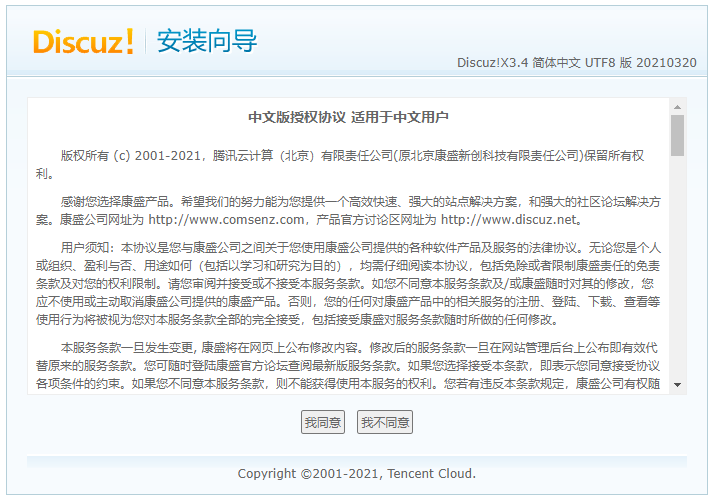 Discuz! 安装向导
Discuz!X3.4 简体中文 UTF8 版 20210320
中文版授权协议 适用于中文用户
版权所有 (c) 2001-2021，腾讯云计算（北京）有限责任公司(原北京康盛新创科技有限责任公司)保留所有权
利。
感谢您选择康盛产品。希望我们的努力能为您提供一个高效快速、强大的站点解决方案，和强大的社区论坛解决方
案。康盛公司网址为 http://www.comsenz.com，产品官方讨论区网址为 http://www.discuz.net。
用户须知：本协议是您与康盛公司之间关于您使用康盛公司提供的各种软件产品及服务的法律协议。无论您是个人
或组织、盈利与否、用途如何（包括以学习和研究为目的），均需仔细阅读本协议，包括免除或者限制康盛责任的免责
条款及对您的权利限制。请您审阅并接受或不接受本服务条款。如您不同意本服务条款及/或康盛随时对其的修改，您
应不使用或主动取消康盛公司提供的康盛产品。否则，您的任何对康盛产品中的相关服务的注册、登陆、下载、查看等
使用行为将被视为您对本服务条款全部的完全接受，包括接受康盛对服务条款随时所做的任何修改。
本服务条款一旦发生变更, 康盛将在网页上公布修改内容。修改后的服务条款一旦在网站管理后台上公布即有效代
替原来的服务条款。您可随时登陆康盛官方论坛查阅最新版服务条款。如果您选择接受本条款，即表示您同意接受协议
各项条件的约束。如果您不同意本服务条款，则不能获得使用本服务的权利。您若有违反本条款规定，康盛公司有权随
我同意 我不同意
Copyright ©2001-2021, Tencent Cloud.